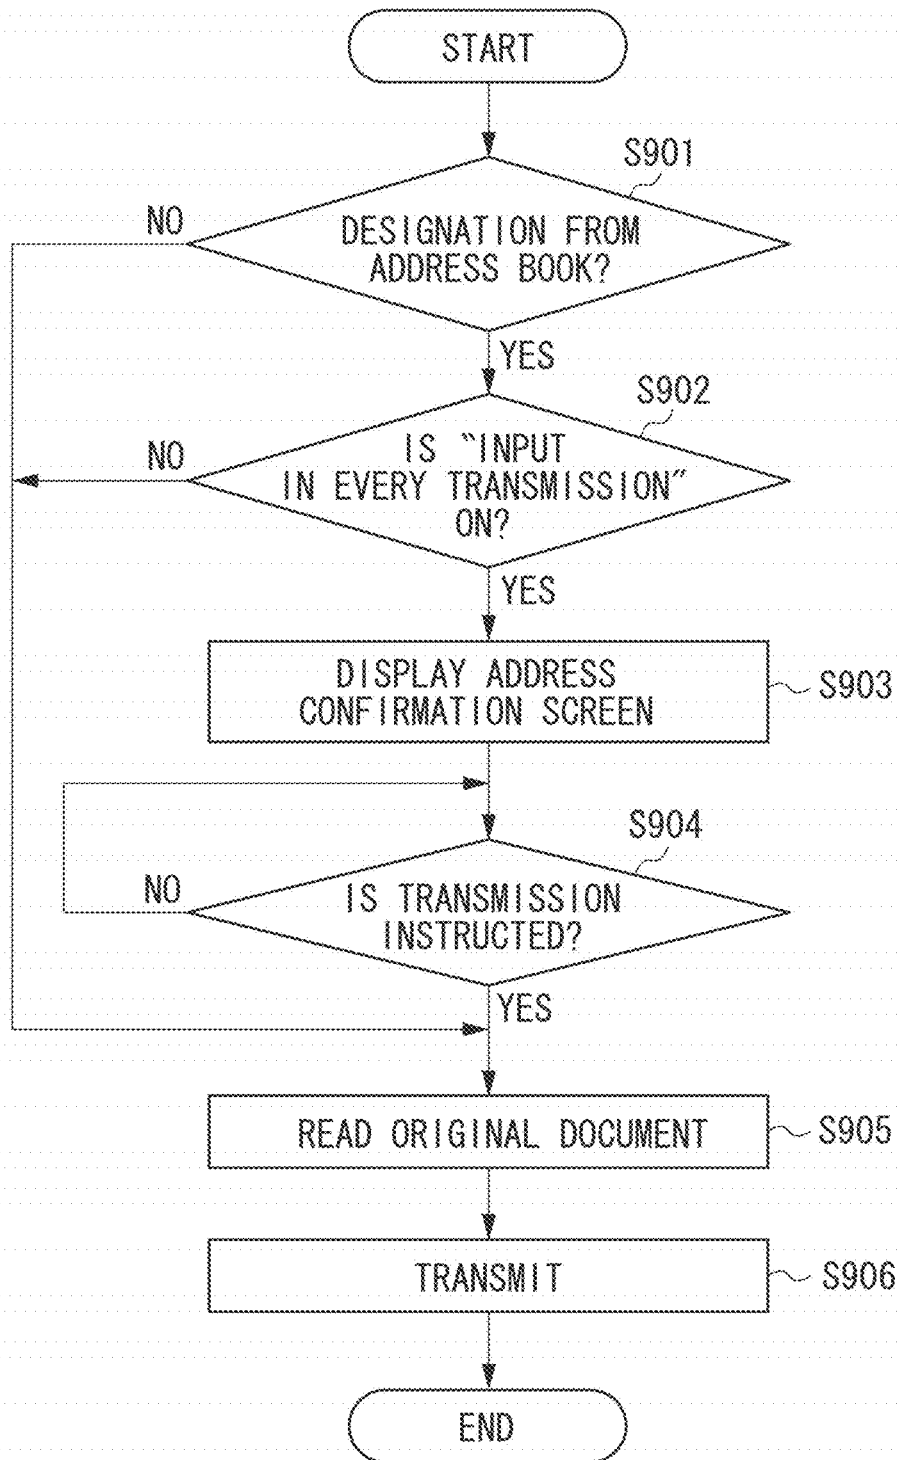 START
S901
NO
DESIGNATION FROM
ADDRESS BOOK?
YES
S902
NO
IS "INPUT
IN EVERY TRANSMISSION"
ON?
YES
DISPLAY ADDRESS
CONFIRMATION SCREEN
S903
S904
NO
IS TRANSMISSION
INSTRUCTED?
YES
READ ORIGINAL DOCUMENT
S905
TRANSMIT
S906
END